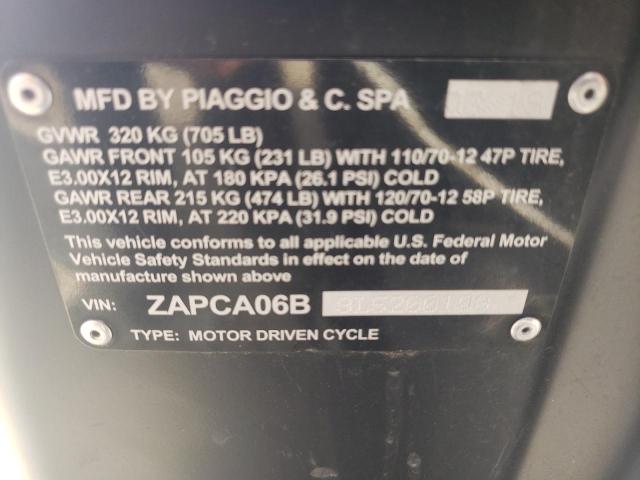 MFD BY PIAGGIO & C. SPA
GVWR 320 KG (705 LB)
GAWR FRONT 105 KG (231 LB) WITH 110/70-12 47P TIRE,
E3.00X12 RIM, AT 180 KPA (26.1 PSI) COLD
GAWR REAR 215 KG (474 LB) WITH 120/70-12 58P TIRE,
E3.00X12 RIM, AT 220 KPA (31.9 PSI) COLD
This vehicle conforms to all applicable U.S. Federal Motor
Vehicle Safety Standards in effect on the date of
manufacture shown above
VIN: ZAPCA06B
TYPE: MOTOR DRIVEN CYCLE